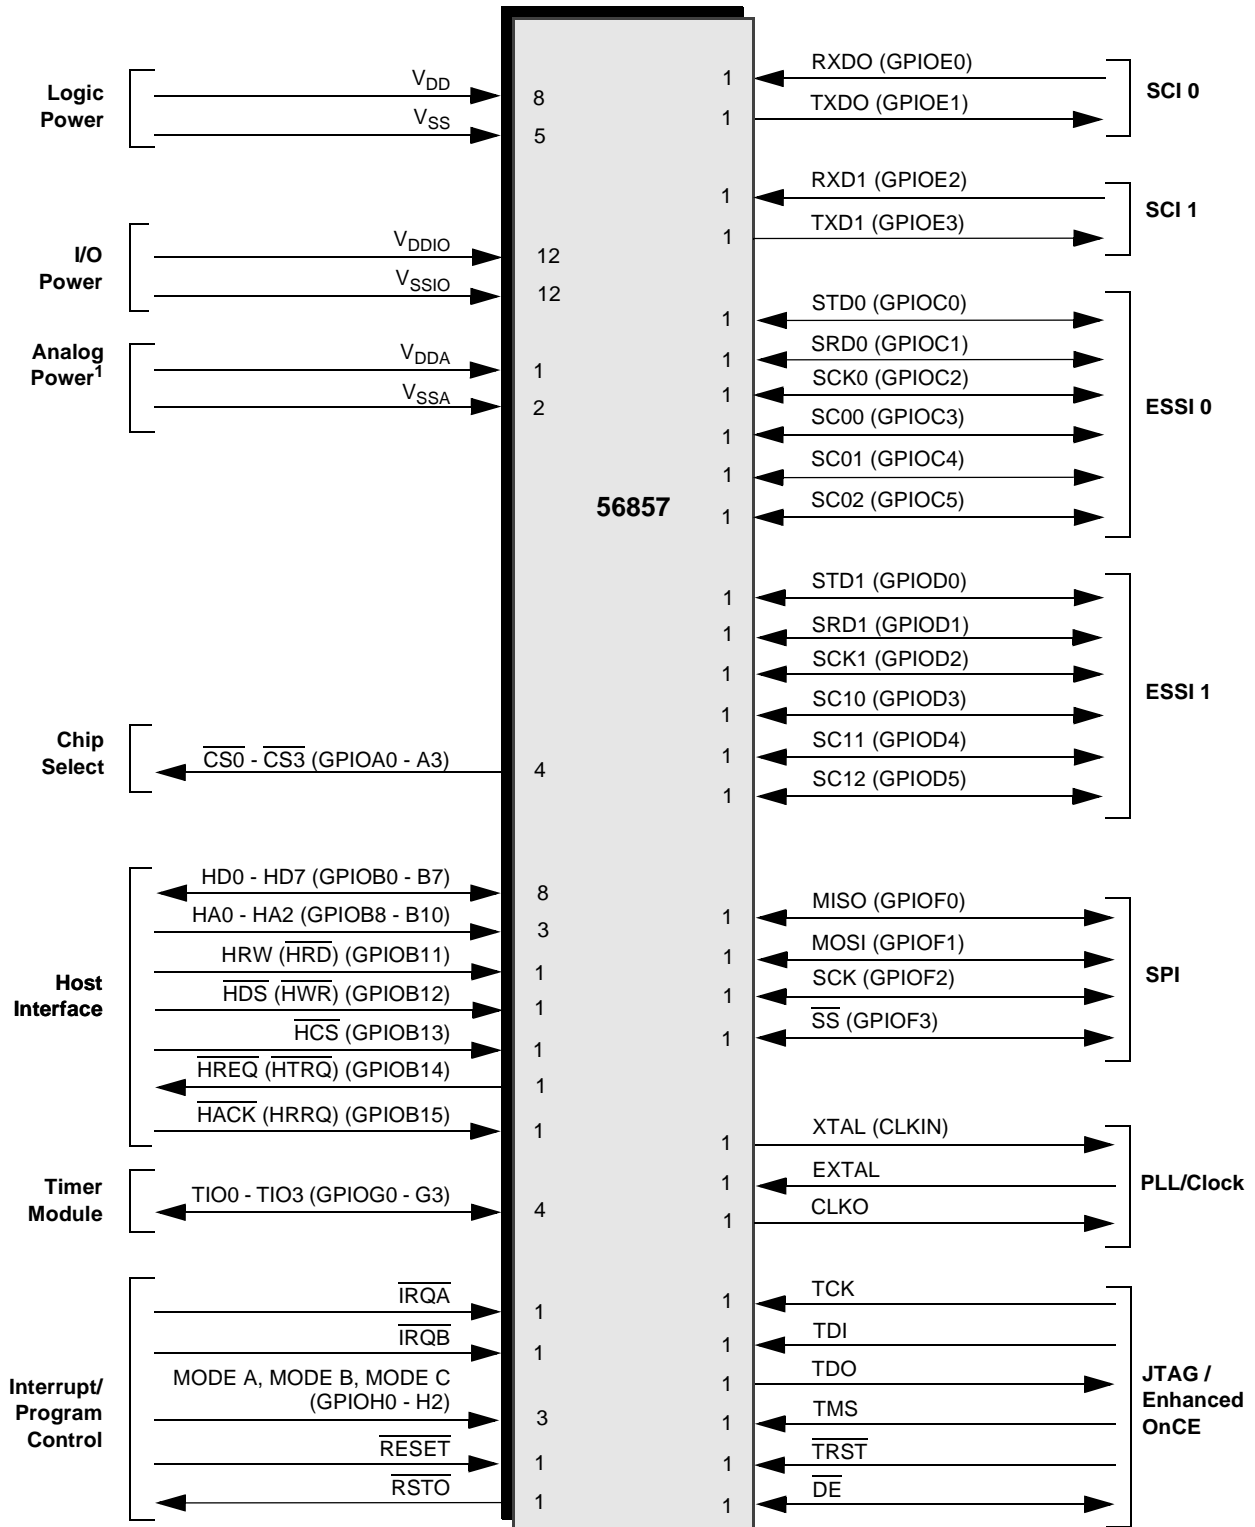 Logic
Power
VDD
8
VSS
5
I/O
Power
VDDIO
12
VSSIO
12
Analog
Power1
VDDA
1
VSSA
2
Chip
Select
CS0 - CS3 (GPIOA0 - A3)
4
Host
Interface
HD0 - HD7 (GPIOB0 - B7)
8
HA0 - HA2 (GPIOB8 - B10)
3
HRW (HRD) (GPIOB11)
1
HDS (HWR) (GPIOB12)
1
HCS (GPIOB13)
1
HREQ (HTRQ) (GPIOB14)
1
HACK (HRRQ) (GPIOB15)
1
Timer
Module
TIO0 - TIO3 (GPIOG0 - G3)
4
Interrupt/
Program
Control
IRQA
1
IRQB
1
MODE A, MODE B, MODE C
(GPIOH0 - H2)
3
RESET
1
RSTO
1
56857
1
RXDO (GPIOE0)
1
TXDO (GPIOE1)
SCI 0
1
RXD1 (GPIOE2)
1
TXD1 (GPIOE3)
SCI 1
1
STD0 (GPIOC0)
1
SRD0 (GPIOC1)
1
SCK0 (GPIOC2)
1
SC00 (GPIOC3)
1
SC01 (GPIOC4)
1
SC02 (GPIOC5)
ESSI 0
1
STD1 (GPIOD0)
1
SRD1 (GPIOD1)
1
SCK1 (GPIOD2)
1
SC10 (GPIOD3)
1
SC11 (GPIOD4)
1
SC12 (GPIOD5)
ESSI 1
1
MISO (GPIOF0)
1
MOSI (GPIOF1)
1
SCK (GPIOF2)
1
SS (GPIOF3)
SPI
1
XTAL (CLKIN)
1
EXTAL
1
CLKO
PLL/Clock
1
TCK
1
TDI
1
TDO
1
TMS
1
TRST
1
DE
JTAG /
Enhanced
OnCE